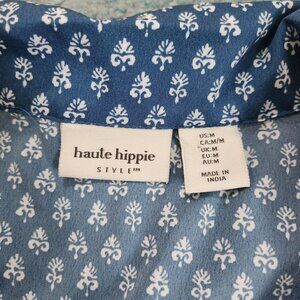 haute hippie
STYLE™
US:M
CA:M/M
UK:M
EU:M
AU:M
MADE IN
INDIA